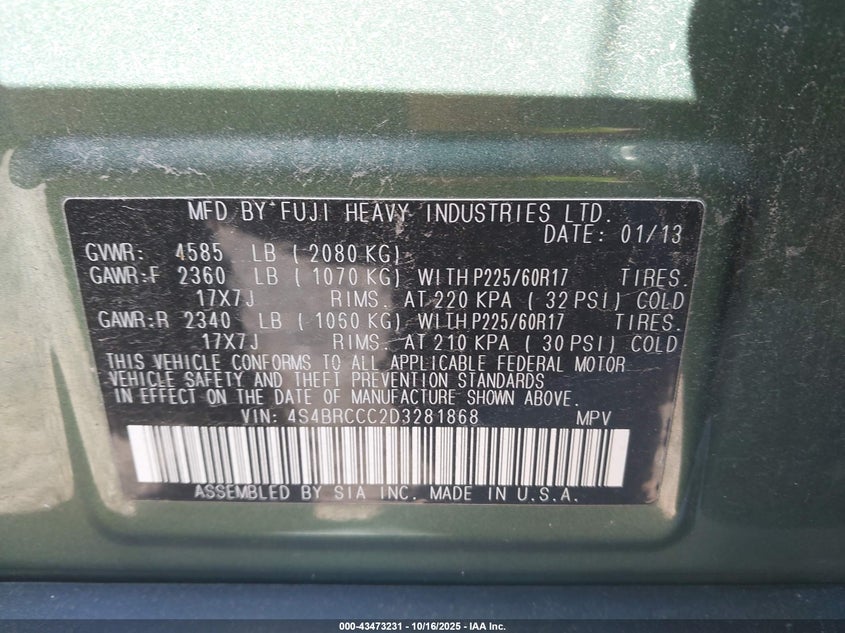 MFD BY FUJI HEAVY INDUSTRIES LTD.
DATE: 01/13
GVWR: 4585 LB ( 2080 KG)
GAWR:F 2360 LB ( 1070 KG) WITH P225/60R17 TIRES.
17X7J RIMS. AT 220 KPA ( 32 PSI) COLD
GAWR:R 2340 LB ( 1060 KG) WITH P225/60R17 TIRES.
17X7J RIMS. AT 210 KPA ( 30 PSI) COLD
THIS VEHICLE CONFORMS TO ALL APPLICABLE FEDERAL MOTOR
VEHICLE SAFETY AND THEFT PREVENTION STANDARDS
IN EFFECT ON THE DATE OF MANUFACTURE SHOWN ABOVE.
VIN: 4S4BRCCC2D3281868 MPV
ASSEMBLED BY SIA INC. MADE IN U.S.A.
000-43473231 - 10/16/2025 - IAA Inc.